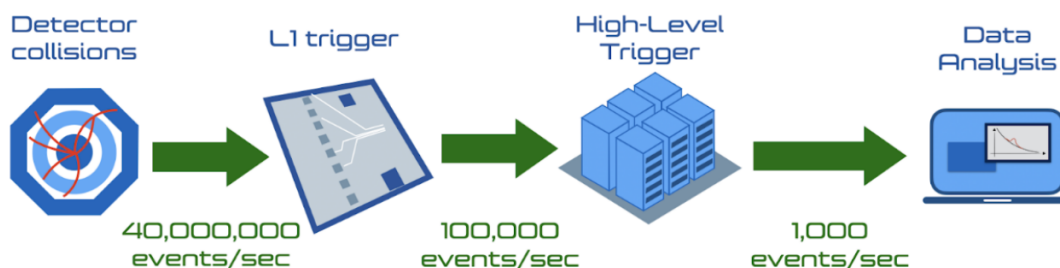 Detector
collisions
L1 trigger
High-Level
Trigger
Data
Analysis
40,000,000
events/sec
100,000
events/sec
1,000
events/sec